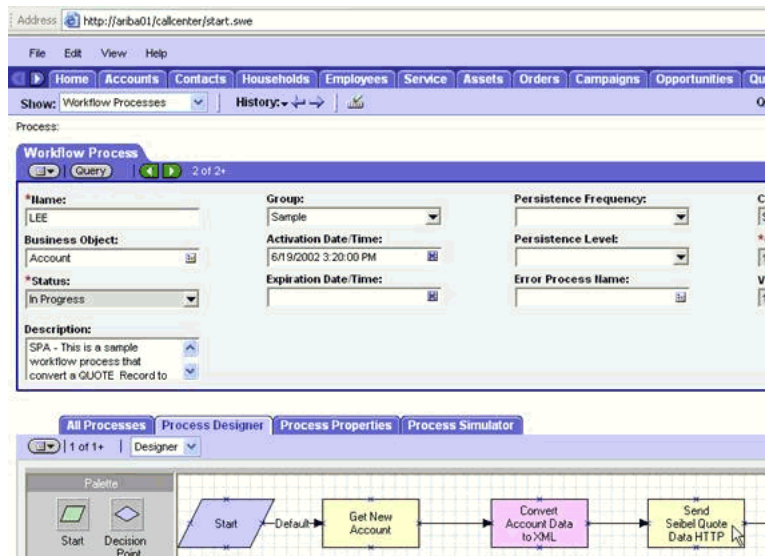 Address http://ariba01/callcenter/start.swe
File Edit View Help
Home Accounts Contacts Households Employees Service Assets Orders Campaigns Opportunities Qu
Show: Workflow Processes History: Q
Process:
Workflow Process
Query 2 of 2+
*Name: Group: Persistence Frequency: C
LEE Sample S
Business Object: Activation Date/Time: Persistence Level: *
Account 6/19/2002 3:20:00 PM
*Status: Expiration Date/Time: Error Process Name: V
In Progress
Description:
SPA - This is a sample
workflow process that
convert a QUOTE Record to
All Processes Process Designer Process Properties Process Simulator
1 of 1+ Designer
Palette
Start Decision
Point
Start Default Get New
Account
Convert
Account Data
to XML
Send
Seibel Quote
Data HTTP